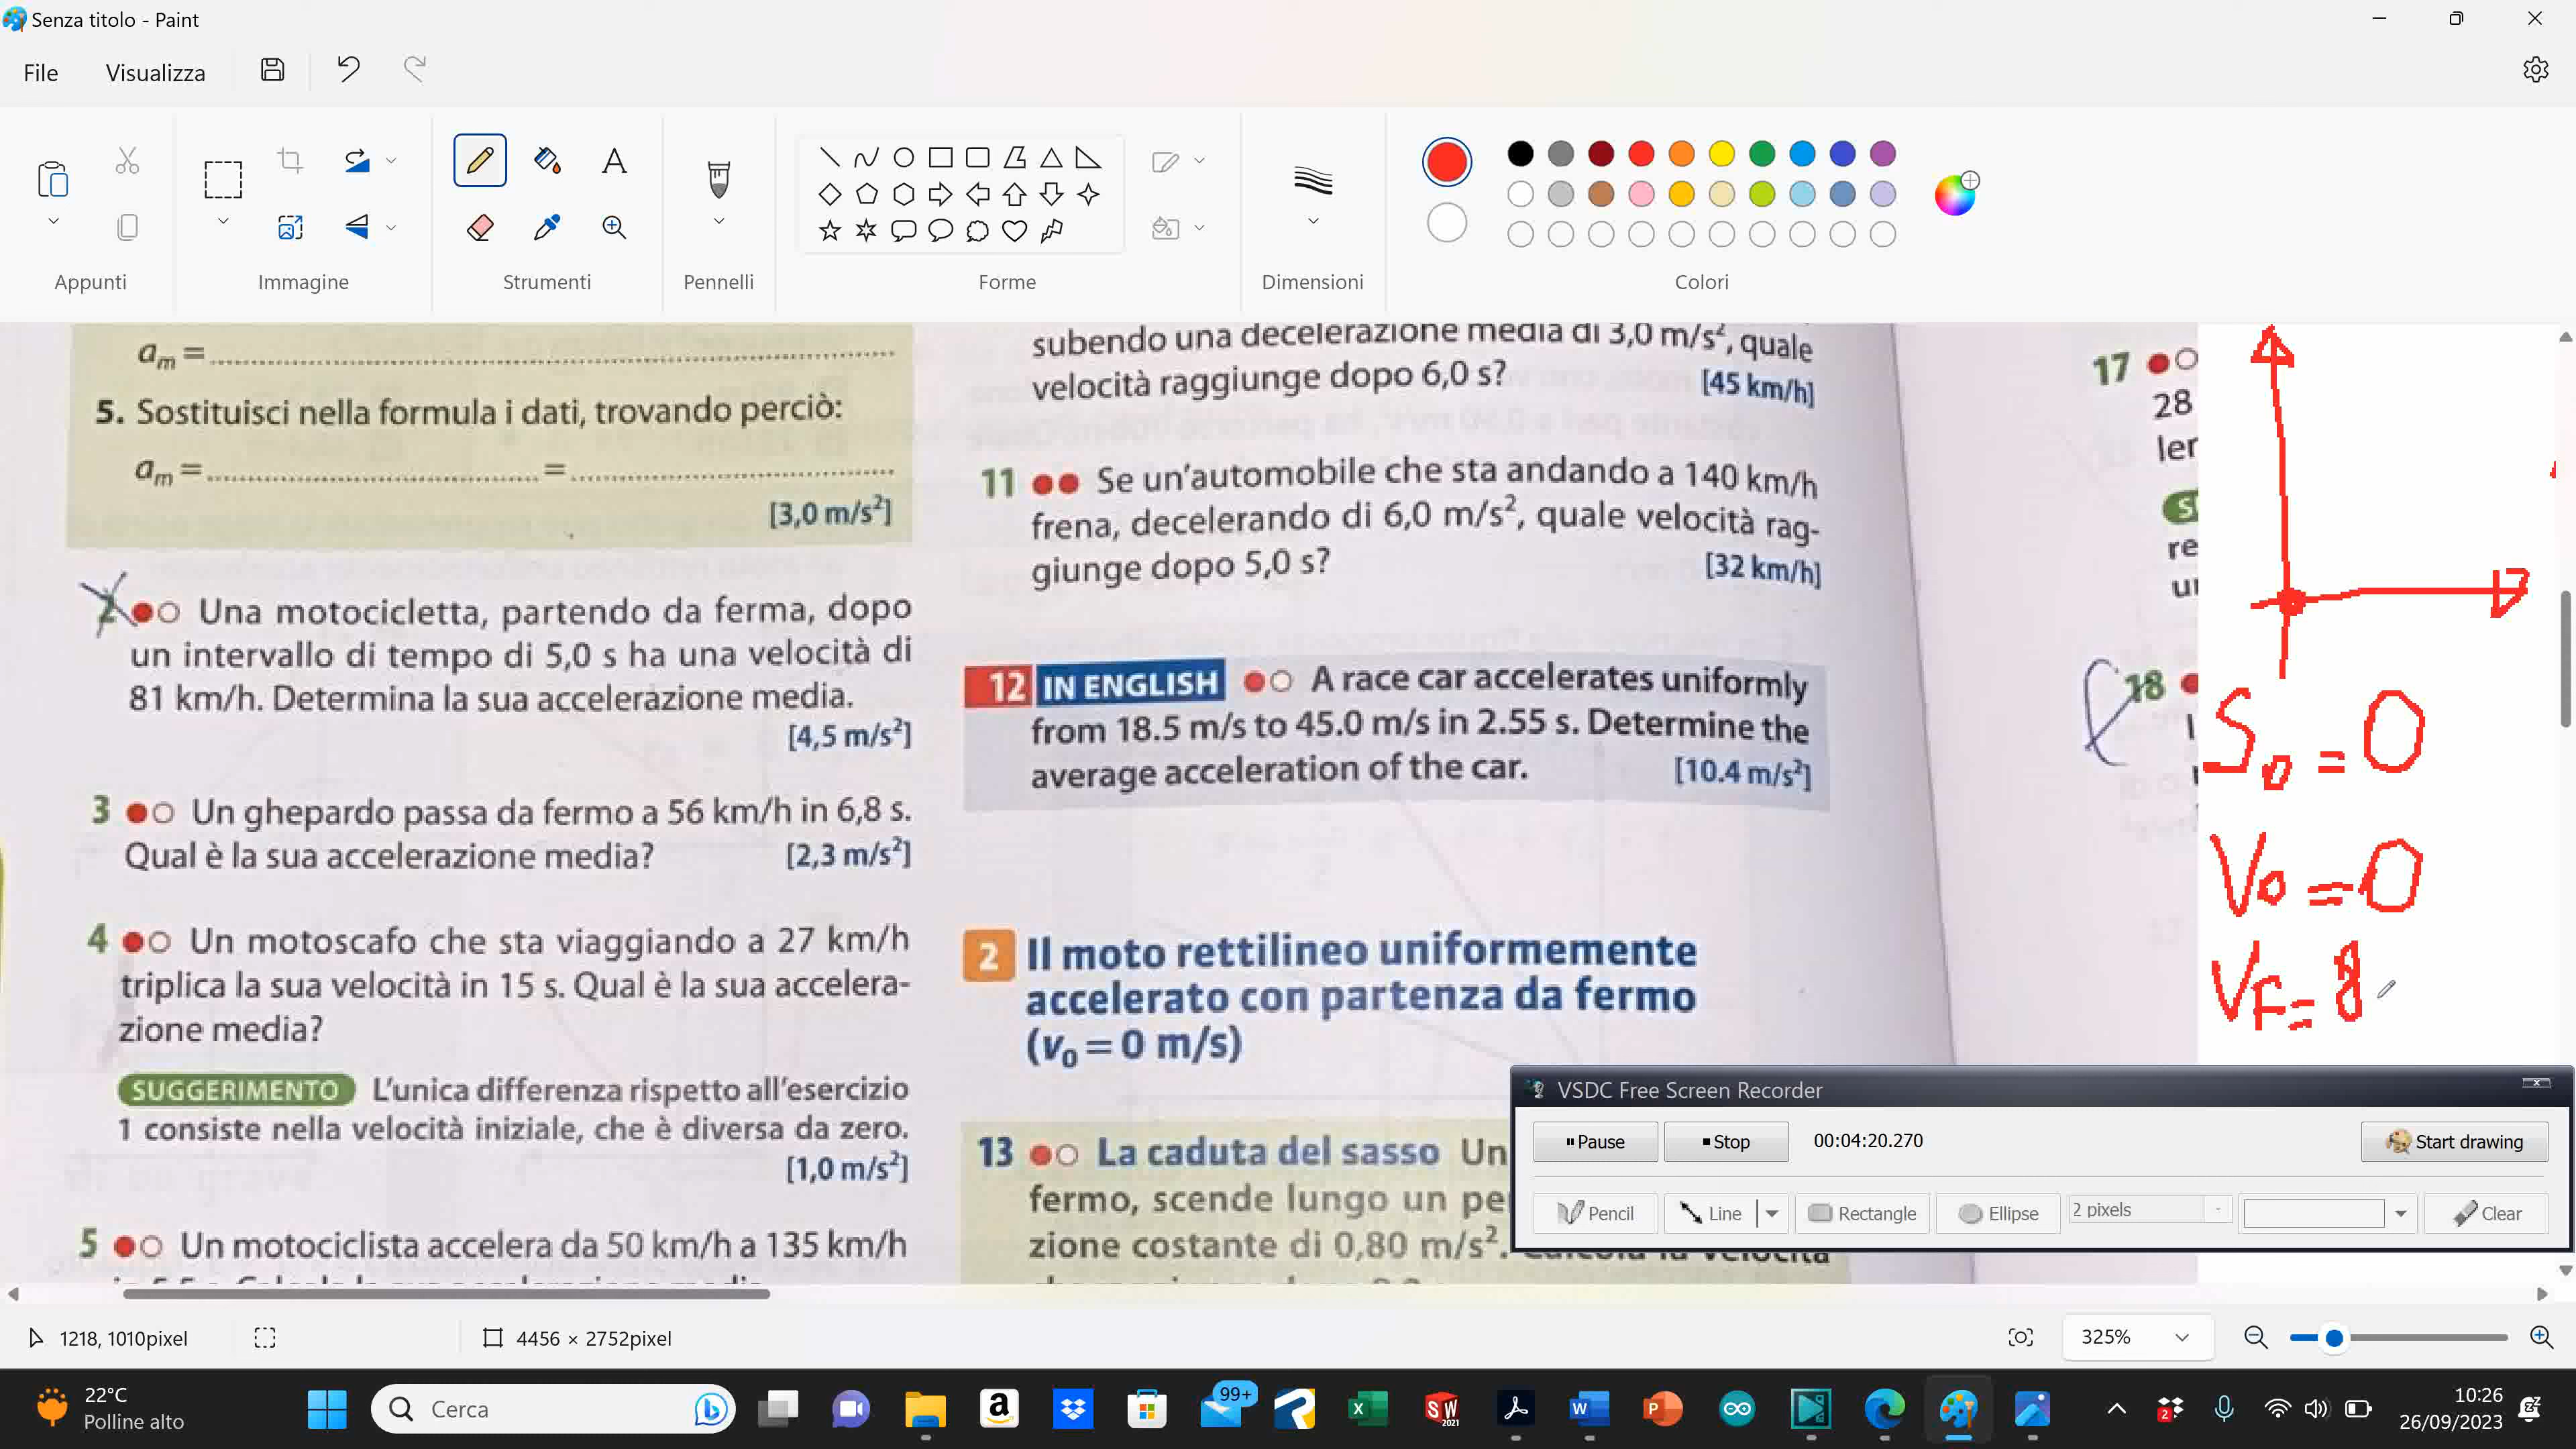 Senza titolo - Paint
File Visualizza
Appunti
Immagine
Strumenti
Pennelli
Forme
Dimensioni
Colori
am = ............ 
5. Sostituisci nella formula i dati, trovando perciò:
am = ............ = ............
[3,0 m/s²]
2 Una motocicletta, partendo da ferma, dopo
un intervallo di tempo di 5,0 s ha una velocità di
81 km/h. Determina la sua accelerazione media.
[4,5 m/s²]
3 Un ghepardo passa da fermo a 56 km/h in 6,8 s.
Qual è la sua accelerazione media? [2,3 m/s²]
4 Un motoscafo che sta viaggiando a 27 km/h
triplica la sua velocità in 15 s. Qual è la sua accelera-
zione media?
SUGGERIMENTO L'unica differenza rispetto all'esercizio
1 consiste nella velocità iniziale, che è diversa da zero.
[1,0 m/s²]
5 Un motociclista accelera da 50 km/h a 135 km/h
subendo una decelerazione media di 3,0 m/s², quale
velocità raggiunge dopo 6,0 s? [45 km/h]
11 Se un'automobile che sta andando a 140 km/h
frena, decelerando di 6,0 m/s², quale velocità rag-
giunge dopo 5,0 s? [32 km/h]
12 IN ENGLISH A race car accelerates uniformly
from 18.5 m/s to 45.0 m/s in 2.55 s. Determine the
average acceleration of the car. [10.4 m/s²]
2 Il moto rettilineo uniformemente
accelerato con partenza da fermo
(v0 = 0 m/s)
13 La caduta del sasso Un
fermo, scende lungo un pe
zione costante di 0,80 m/s².
17
28
ler
re
18
S0 = 0
V0 = 0
VF = 8
VSDC Free Screen Recorder
Pause Stop 00:04:20.270 Start drawing
Pencil Line Rectangle Ellipse 2 pixels Clear
1218, 1010pixel 4456 × 2752pixel 325%
22°C
Polline alto
Cerca
99+
SW
2021
2
10:26
26/09/2023